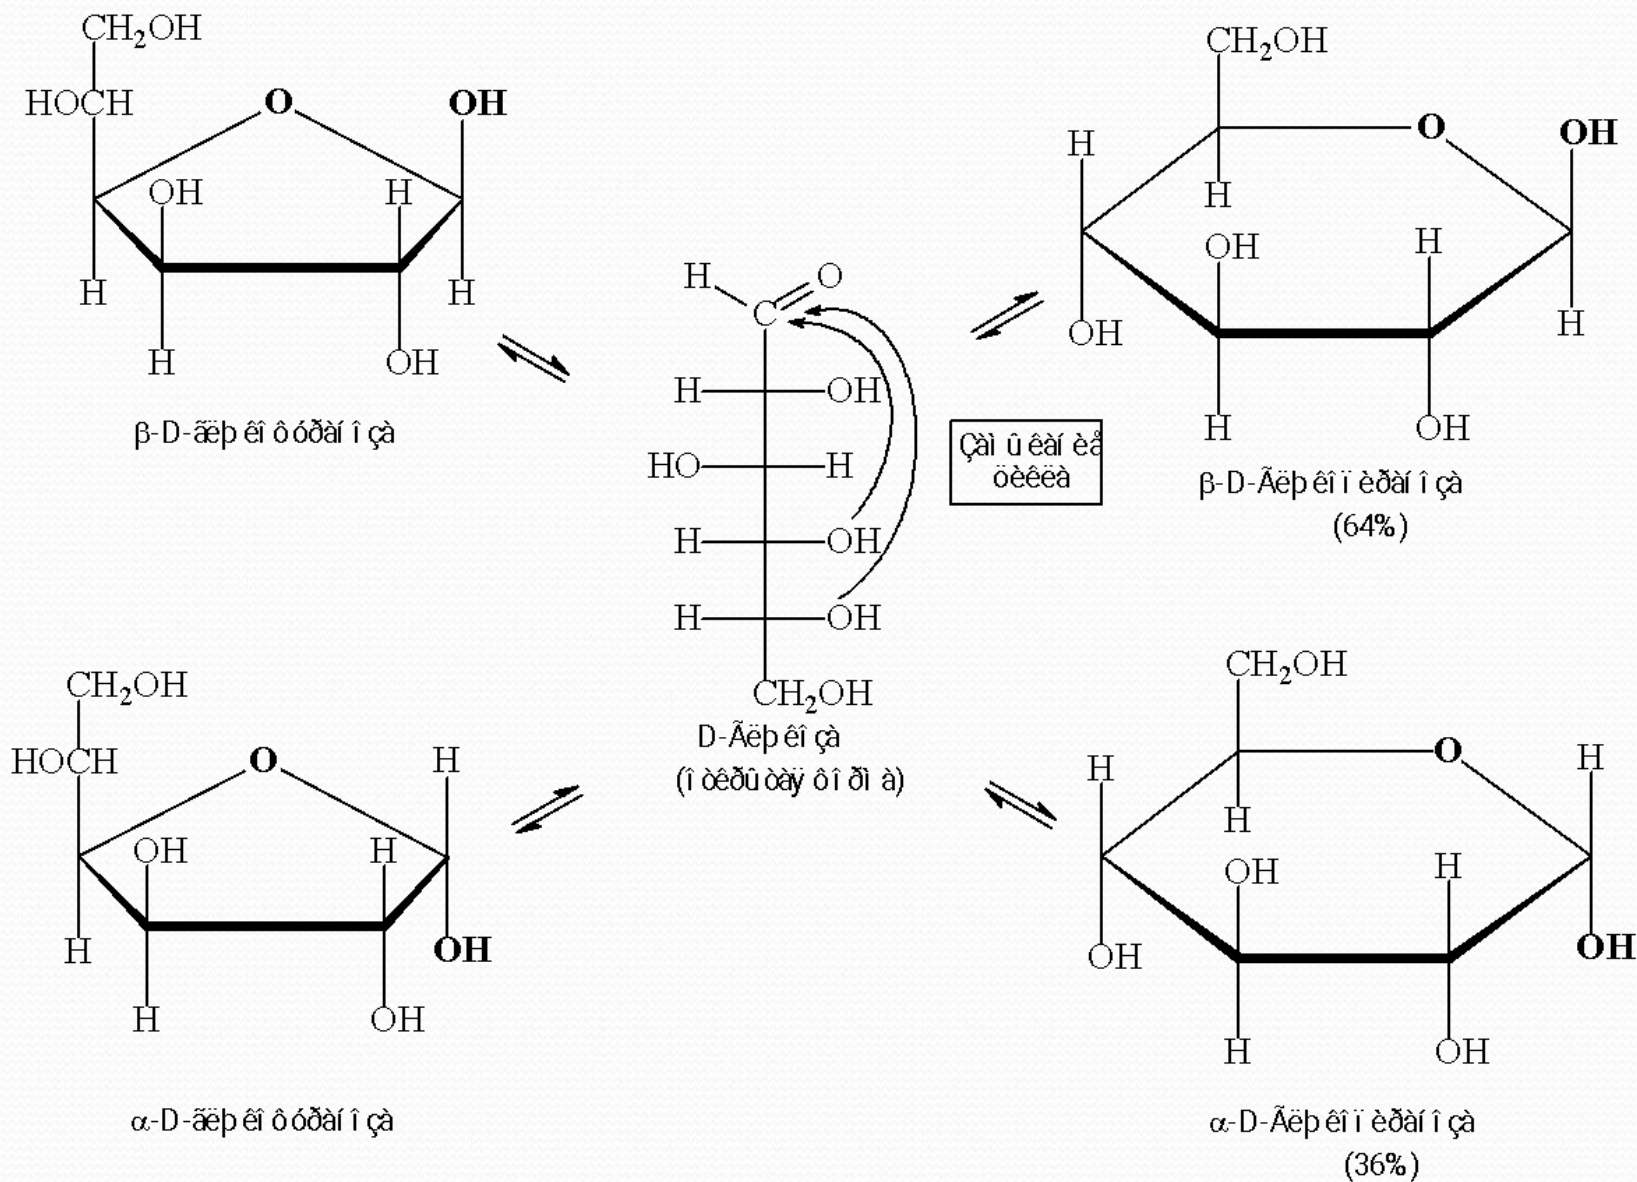 CH₂OH
HOCH
O
OH
OH
H
H
H
H
OH
β-D-ãëþêîôóðàíîçà
H
O
C
H
OH
HO
H
H
OH
H
OH
CH₂OH
D-Ãëþêîçà
(îòêðûòàÿ ôîðìà)
Çàìûêàíèå
öèêëà
CH₂OH
H
O
OH
H
OH
H
OH
H
H
OH
β-D-Ãëþêîïèðàíîçà
(64%)
CH₂OH
HOCH
O
H
OH
H
H
OH
H
OH
α-D-ãëþêîôóðàíîçà
CH₂OH
H
O
H
H
OH
H
OH
OH
H
OH
α-D-Ãëþêîïèðàíîçà
(36%)